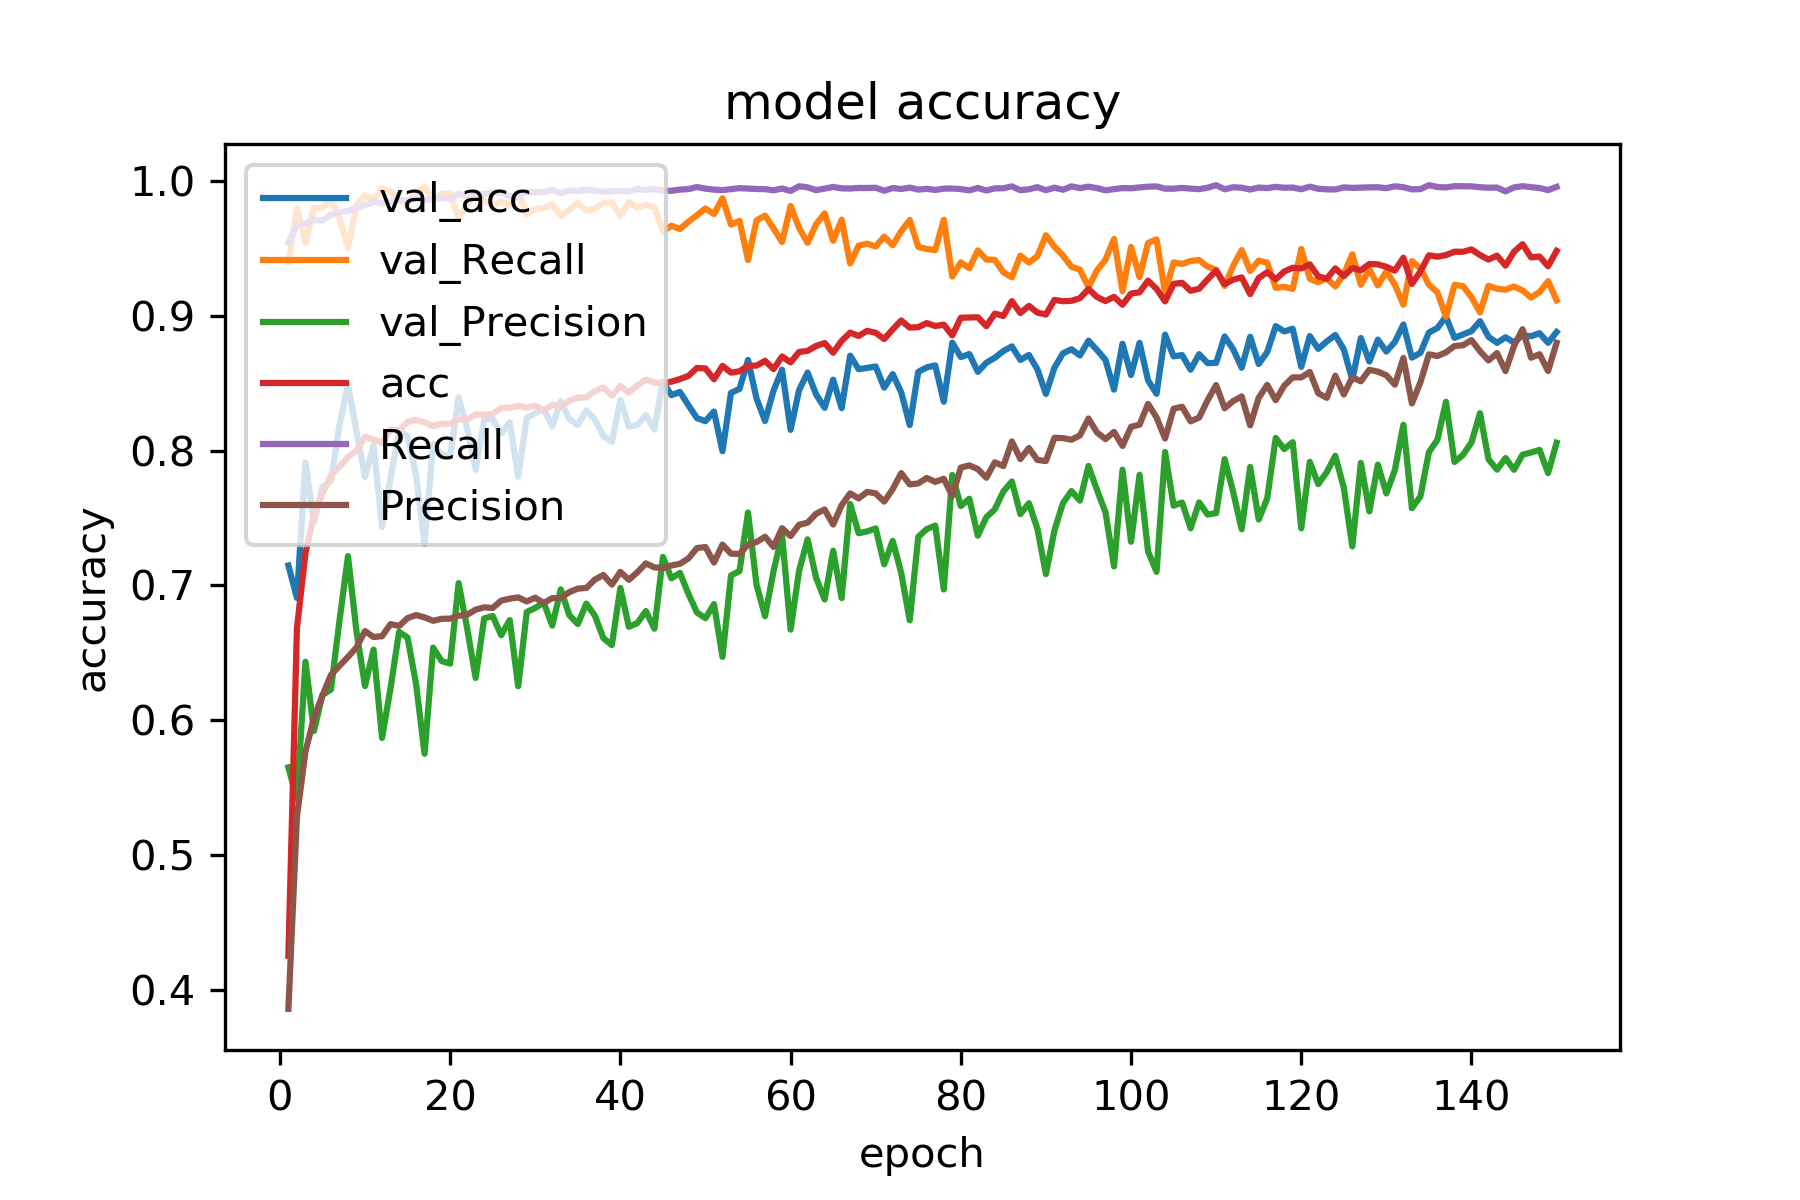 model accuracy
1.0
0.9
0.8
0.7
0.6
0.5
0.4
accuracy
val_acc
val_Recall
val_Precision
acc
Recall
Precision
0 20 40 60 80 100 120 140
epoch